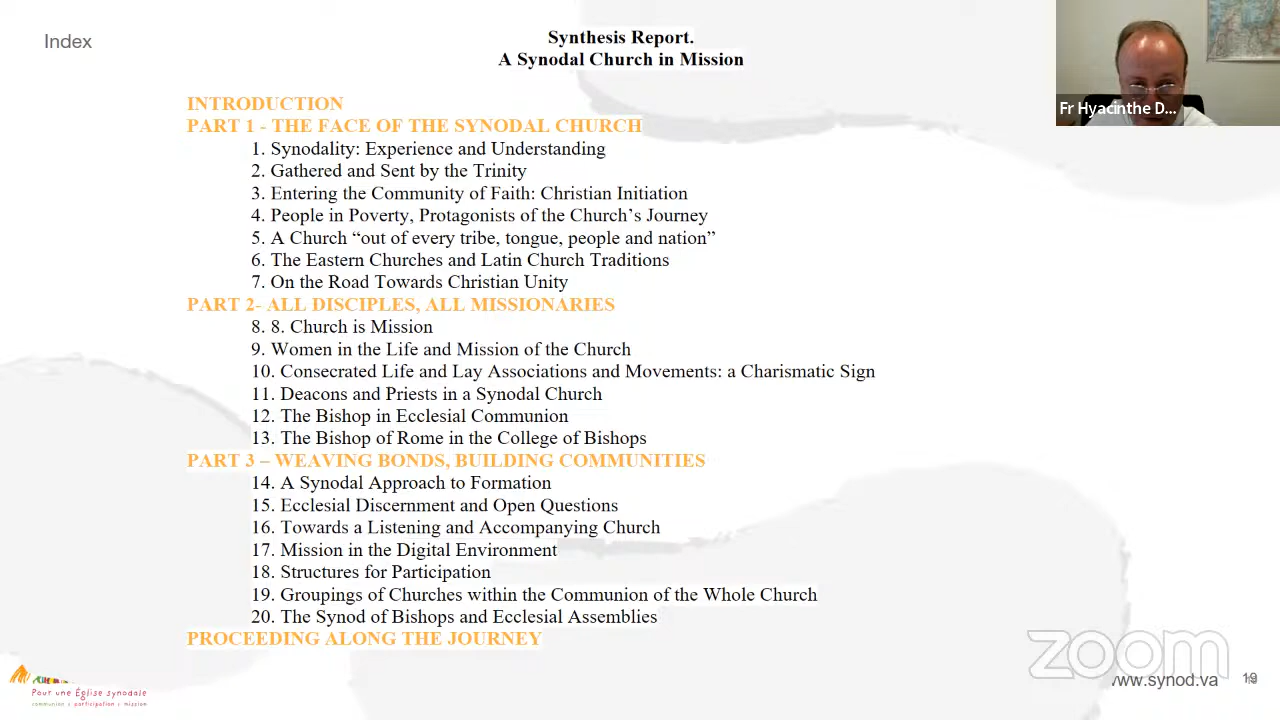 Index
Synthesis Report.
A Synodal Church in Mission
Fr Hyacinthe D...
INTRODUCTION
PART 1 - THE FACE OF THE SYNODAL CHURCH
1. Synodality: Experience and Understanding
2. Gathered and Sent by the Trinity
3. Entering the Community of Faith: Christian Initiation
4. People in Poverty, Protagonists of the Church’s Journey
5. A Church “out of every tribe, tongue, people and nation”
6. The Eastern Churches and Latin Church Traditions
7. On the Road Towards Christian Unity
PART 2- ALL DISCIPLES, ALL MISSIONARIES
8. 8. Church is Mission
9. Women in the Life and Mission of the Church
10. Consecrated Life and Lay Associations and Movements: a Charismatic Sign
11. Deacons and Priests in a Synodal Church
12. The Bishop in Ecclesial Communion
13. The Bishop of Rome in the College of Bishops
PART 3 – WEAVING BONDS, BUILDING COMMUNITIES
14. A Synodal Approach to Formation
15. Ecclesial Discernment and Open Questions
16. Towards a Listening and Accompanying Church
17. Mission in the Digital Environment
18. Structures for Participation
19. Groupings of Churches within the Communion of the Whole Church
20. The Synod of Bishops and Ecclesial Assemblies
PROCEEDING ALONG THE JOURNEY
zoom
www.synod.va
Pour une Église synodale
communion | participation | mission